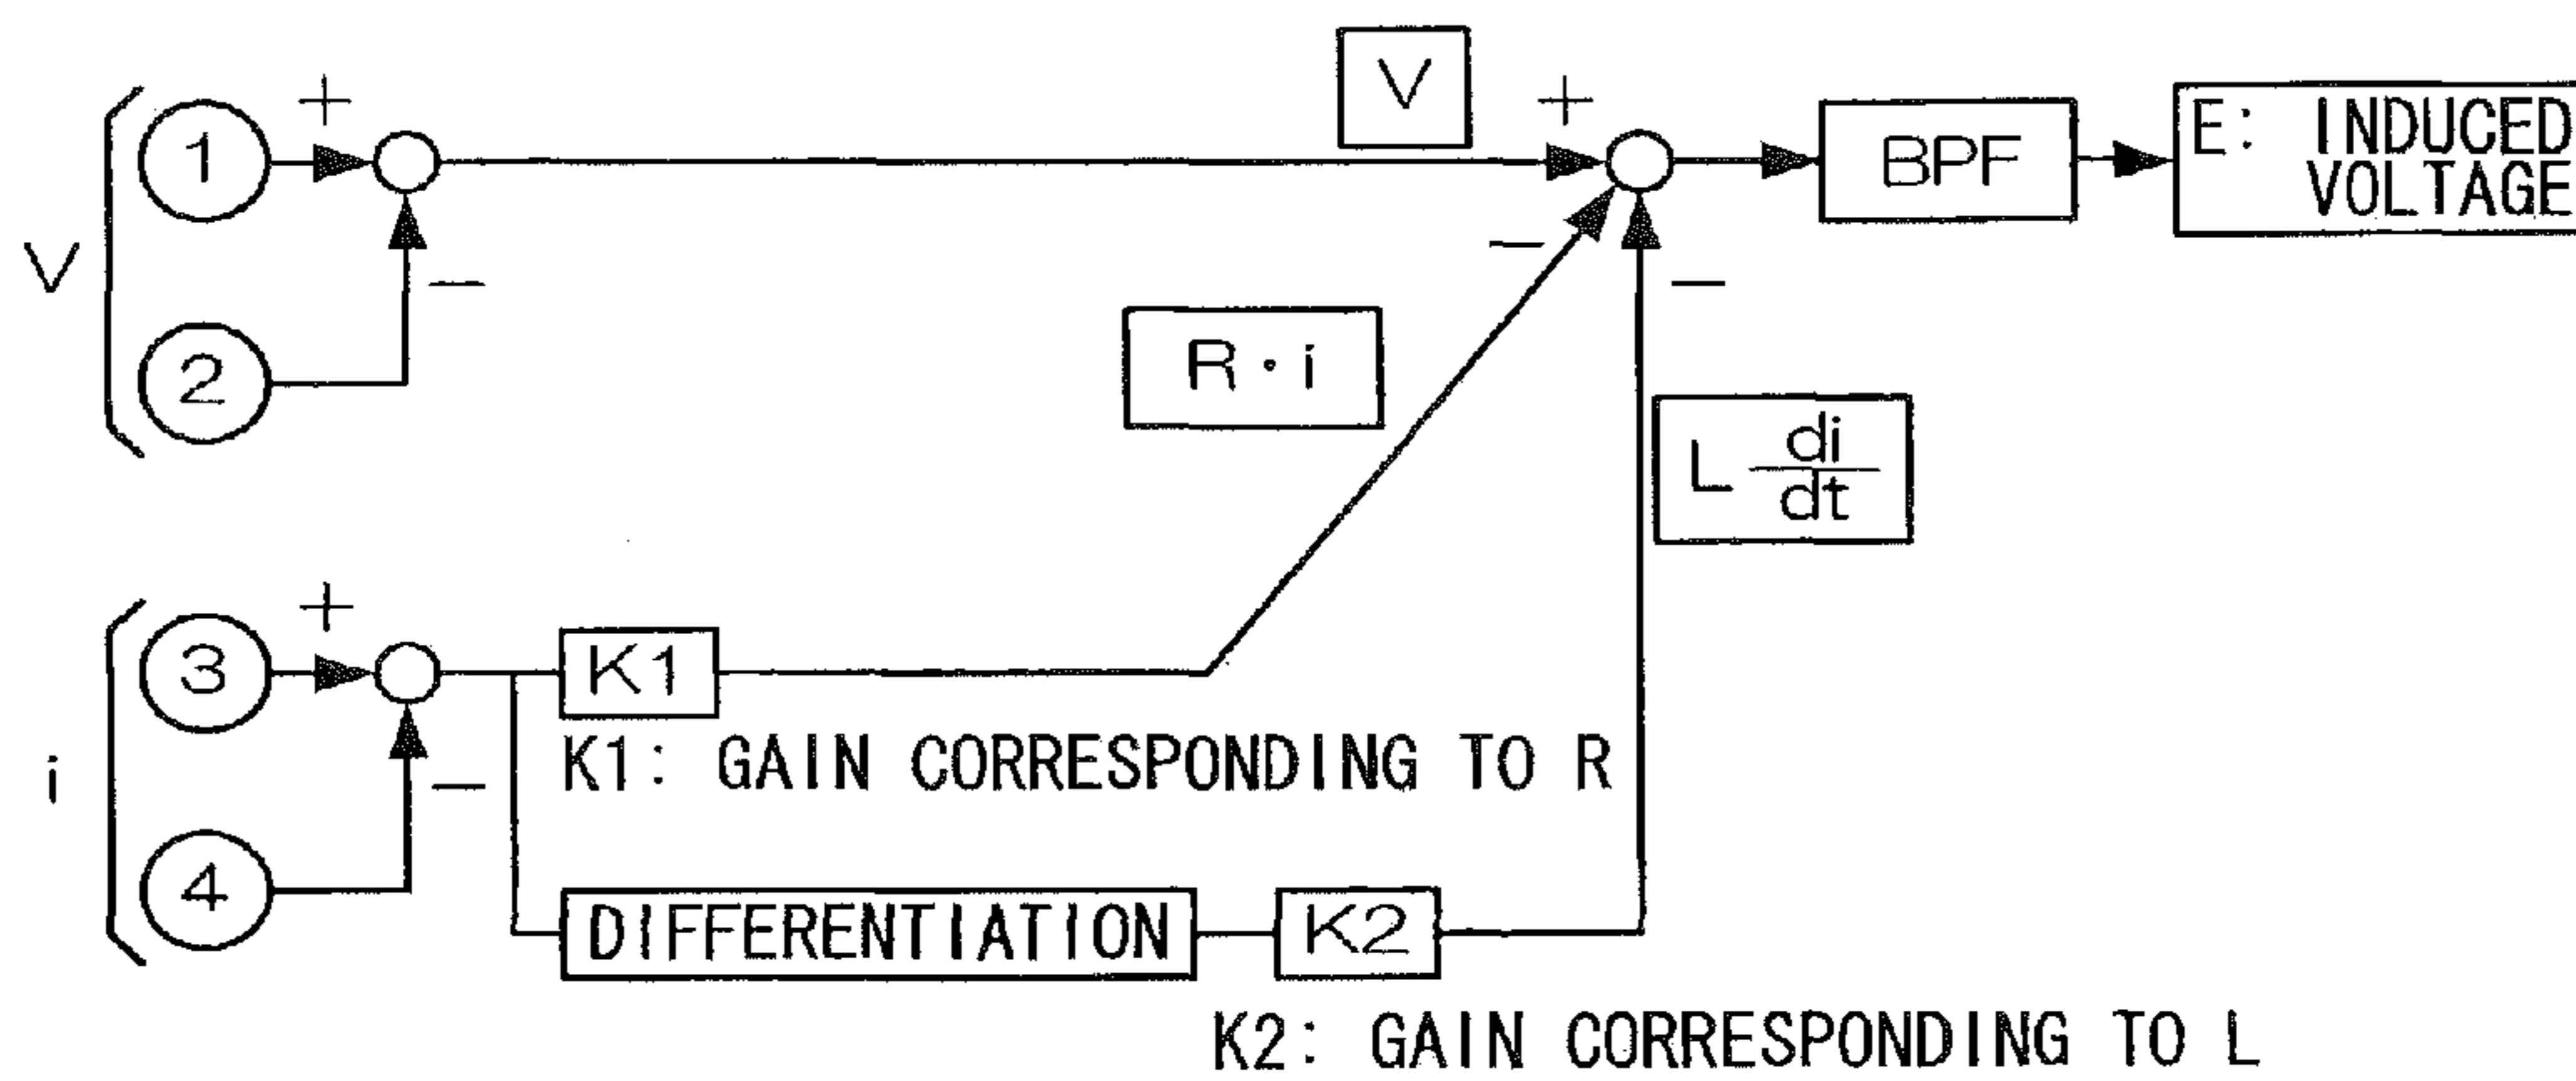 V
+
V
+
1
BPF
E: INDUCED
VOLTAGE
−
−
−
2
R・i
L di/dt
i
+
3
K1
K1: GAIN CORRESPONDING TO R
−
4
DIFFERENTIATION
K2
K2: GAIN CORRESPONDING TO L